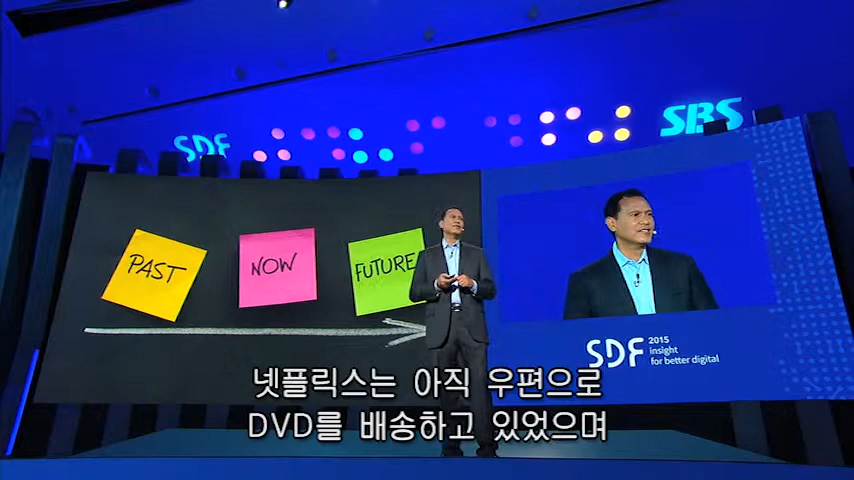 SDF
SBS
PAST
NOW
FUTURE
SDF 2015
insight
for better digital
넷플릭스는 아직 우편으로
DVD를 배송하고 있었으며